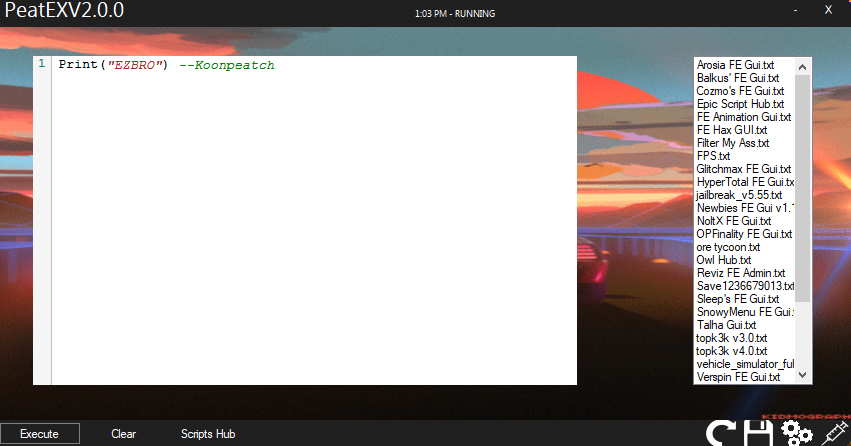 PeatEXV2.0.0
1:03 PM - RUNNING
- X
1 Print("EZBRO") --Koonpeatch
Arosia FE Gui.txt
Balkus' FE Gui.txt
Cozmo's FE Gui.txt
Epic Script Hub.txt
FE Animation Gui.txt
FE Hax GUI.txt
Filter My Ass.txt
FPS.txt
Glitchmax FE Gui.txt
HyperTotal FE Gui.tx
jailbreak_v5.55.txt
Newbies FE Gui v1.
NoltX FE Gui.txt
OPFinality FE Gui.txt
ore tycoon.txt
Owl Hub.txt
Reviz FE Admin.txt
Save1236679013.txt
Sleep's FE Gui.txt
SnowyMenu FE Gui.
Talha Gui.txt
topk3k v3.0.txt
topk3k v4.0.txt
vehicle_simulator_ful
Verspin FE Gui.txt
KIDMOGRAPH
Execute
Clear
Scripts Hub